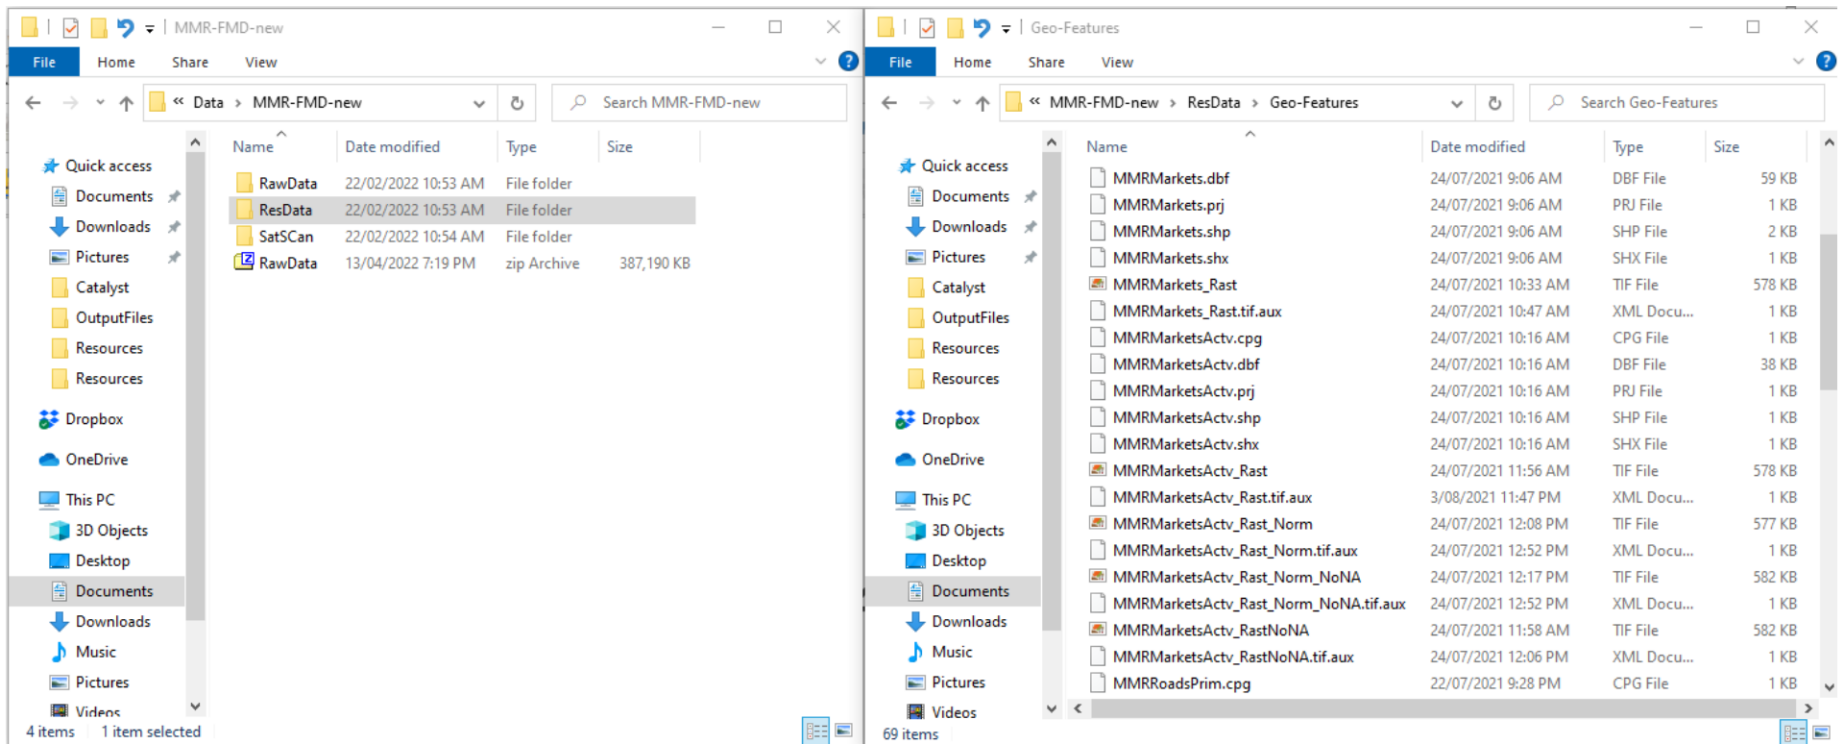 MMR-FMD-new
File Home Share View
« Data > MMR-FMD-new
Search MMR-FMD-new
Name Date modified Type Size
Quick access
Documents
Downloads
Pictures
Catalyst
OutputFiles
Resources
Resources
Dropbox
OneDrive
This PC
3D Objects
Desktop
Documents
Downloads
Music
Pictures
Videos
RawData 22/02/2022 10:53 AM File folder
ResData 22/02/2022 10:53 AM File folder
SatSCan 22/02/2022 10:54 AM File folder
RawData 13/04/2022 7:19 PM zip Archive 387,190 KB
4 items 1 item selected
Geo-Features
File Home Share View
« MMR-FMD-new > ResData > Geo-Features
Search Geo-Features
Name Date modified Type Size
Quick access
Documents
Downloads
Pictures
Catalyst
OutputFiles
Resources
Resources
Dropbox
OneDrive
This PC
3D Objects
Desktop
Documents
Downloads
Music
Pictures
Videos
MMRMarkets.dbf 24/07/2021 9:06 AM DBF File 59 KB
MMRMarkets.prj 24/07/2021 9:06 AM PRJ File 1 KB
MMRMarkets.shp 24/07/2021 9:06 AM SHP File 2 KB
MMRMarkets.shx 24/07/2021 9:06 AM SHX File 1 KB
MMRMarkets_Rast 24/07/2021 10:33 AM TIF File 578 KB
MMRMarkets_Rast.tif.aux 24/07/2021 10:47 AM XML Docu... 1 KB
MMRMarketsActv.cpg 24/07/2021 10:16 AM CPG File 1 KB
MMRMarketsActv.dbf 24/07/2021 10:16 AM DBF File 38 KB
MMRMarketsActv.prj 24/07/2021 10:16 AM PRJ File 1 KB
MMRMarketsActv.shp 24/07/2021 10:16 AM SHP File 1 KB
MMRMarketsActv.shx 24/07/2021 10:16 AM SHX File 1 KB
MMRMarketsActv_Rast 24/07/2021 11:56 AM TIF File 578 KB
MMRMarketsActv_Rast.tif.aux 3/08/2021 11:47 PM XML Docu... 1 KB
MMRMarketsActv_Rast_Norm 24/07/2021 12:08 PM TIF File 577 KB
MMRMarketsActv_Rast_Norm.tif.aux 24/07/2021 12:52 PM XML Docu... 1 KB
MMRMarketsActv_Rast_Norm_NoNA 24/07/2021 12:17 PM TIF File 582 KB
MMRMarketsActv_Rast_Norm_NoNA.tif.aux 24/07/2021 12:52 PM XML Docu... 1 KB
MMRMarketsActv_RastNoNA 24/07/2021 11:58 AM TIF File 582 KB
MMRMarketsActv_RastNoNA.tif.aux 24/07/2021 12:06 PM XML Docu... 1 KB
MMRRoadsPrim.cpg 22/07/2021 9:28 PM CPG File 1 KB
69 items